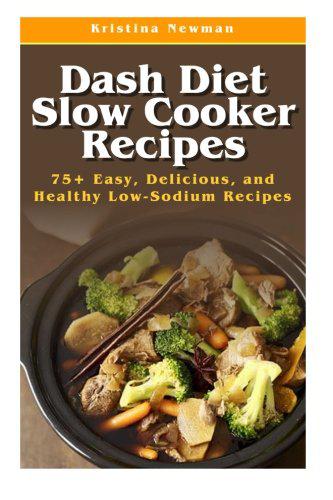 Kristina Newman
Dash Diet
Slow Cooker
Recipes
75+ Easy, Delicious, and
Healthy Low-Sodium Recipes